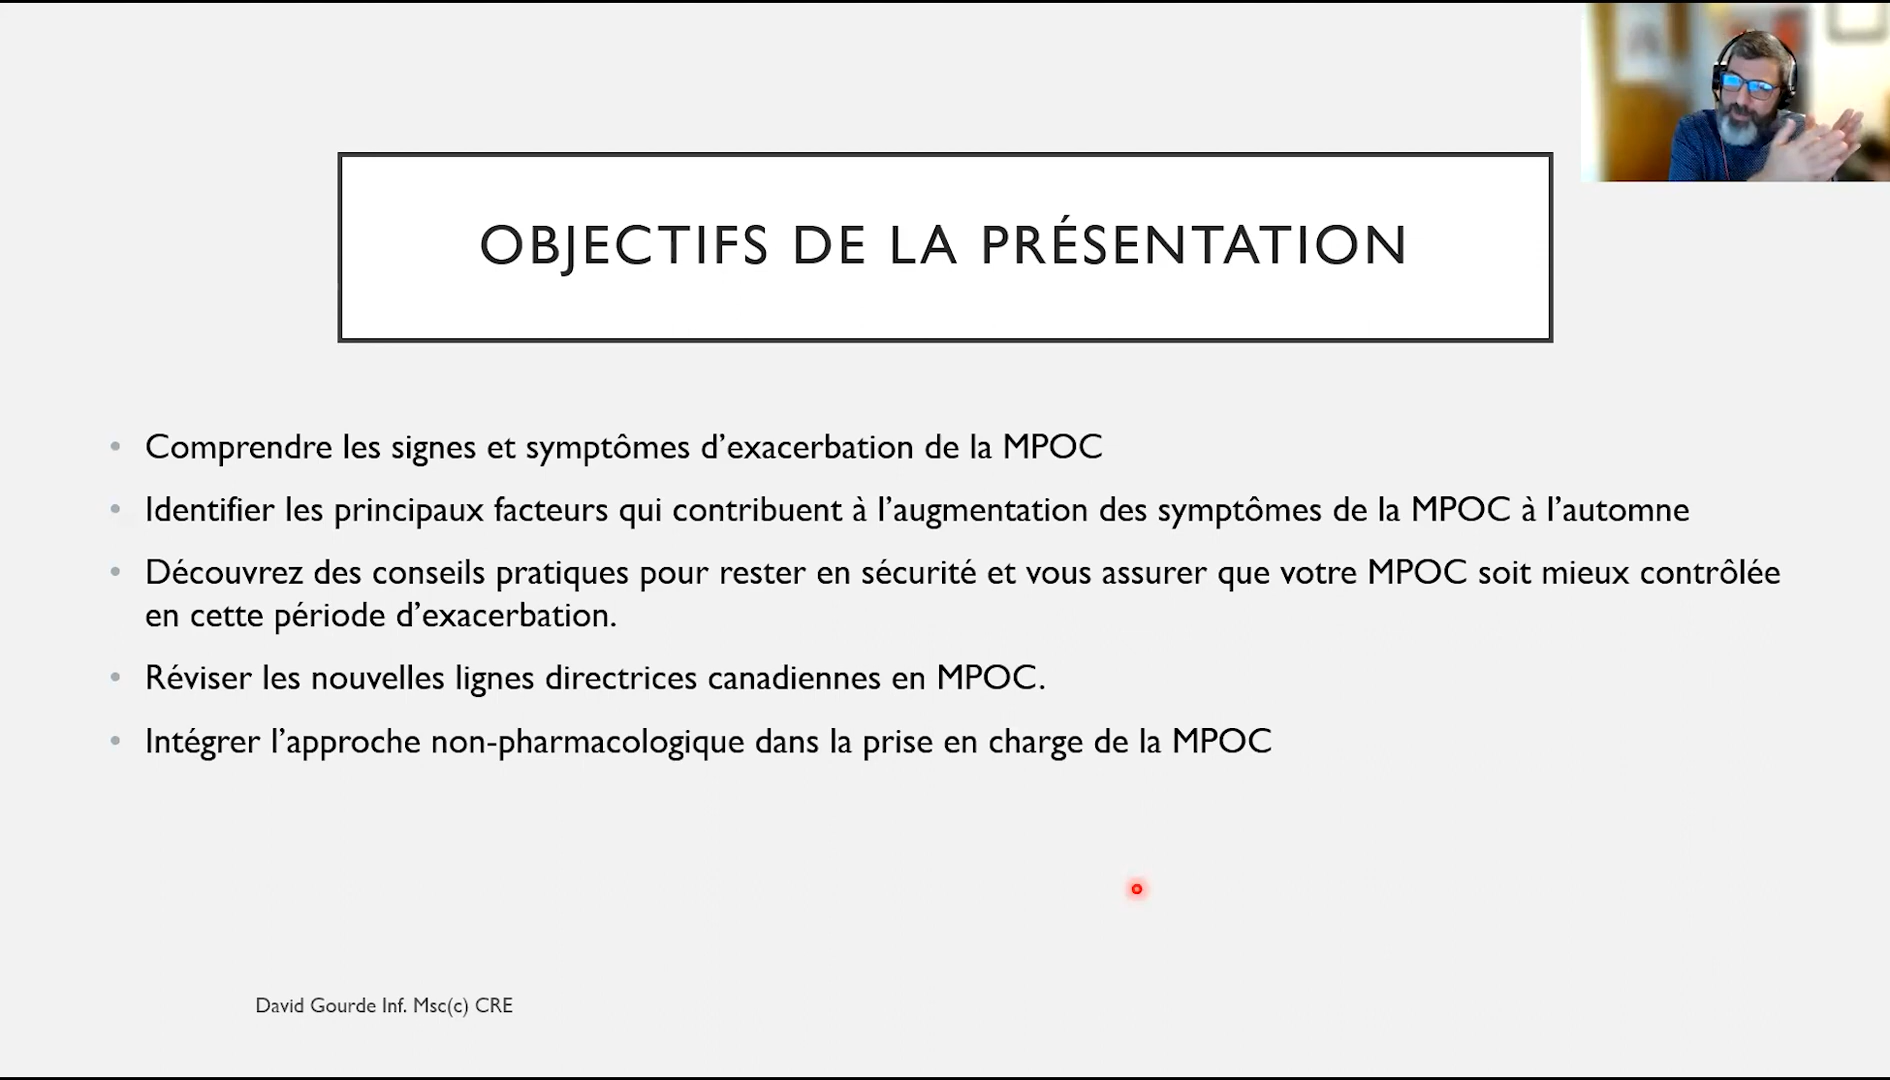 OBJECTIFS DE LA PRÉSENTATION
• Comprendre les signes et symptômes d’exacerbation de la MPOC
• Identifier les principaux facteurs qui contribuent à l’augmentation des symptômes de la MPOC à l’automne
• Découvrez des conseils pratiques pour rester en sécurité et vous assurer que votre MPOC soit mieux contrôlée
en cette période d’exacerbation.
• Réviser les nouvelles lignes directrices canadiennes en MPOC.
• Intégrer l’approche non-pharmacologique dans la prise en charge de la MPOC
David Gourde Inf. Msc(c) CRE